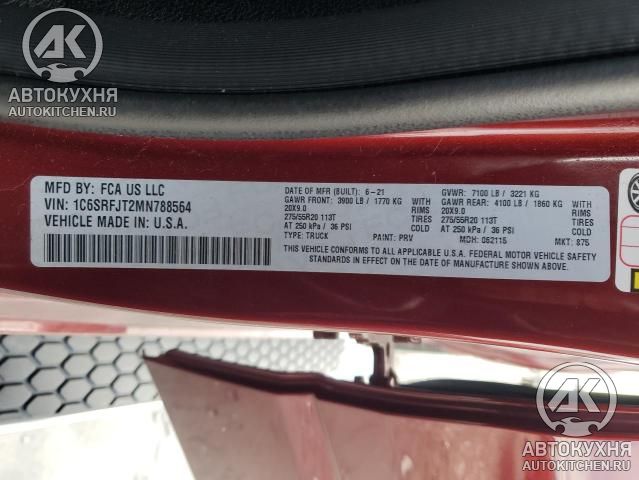 AK
АВТОКУХНЯ
AUTOKITCHEN.RU
MFD BY: FCA US LLC
VIN: 1C6SRFJT2MN788564
VEHICLE MADE IN: U.S.A.
DATE OF MFR (BUILT): 6-21
GAWR FRONT: 3900 LB / 1770 KG
20X9.0 RIMS
275/55R20 113T TIRES
AT 250 kPa / 36 PSI COLD
TYPE: TRUCK PAINT: PRV
GVWR: 7100 LB / 3221 KG
GAWR REAR: 4100 LB / 1860 KG
20X9.0 RIMS
275/55R20 113T TIRES
AT 250 kPa / 36 PSI COLD
MDH: 062115 MKT: 875
THIS VEHICLE CONFORMS TO ALL APPLICABLE U.S.A. FEDERAL MOTOR VEHICLE SAFETY
STANDARDS IN EFFECT ON THE DATE OF MANUFACTURE SHOWN ABOVE.
AK
АВТОКУХНЯ
AUTOKITCHEN.RU